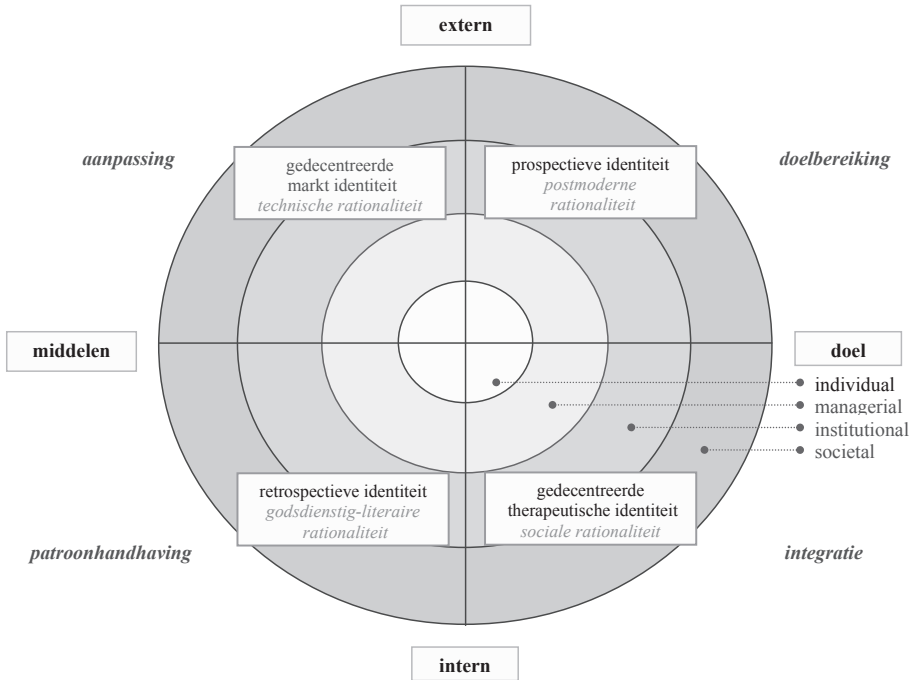 extern
aanpassing
doelbereiking
gedecentreerde
markt identiteit
technische rationaliteit
prospectieve identiteit
postmoderne
rationaliteit
middelen
doel
individual
managerial
institutional
societal
retrospectieve identiteit
godsdienstig-literaire
rationaliteit
gedecentreerde
therapeutische identiteit
sociale rationaliteit
patroonhandhaving
integratie
intern